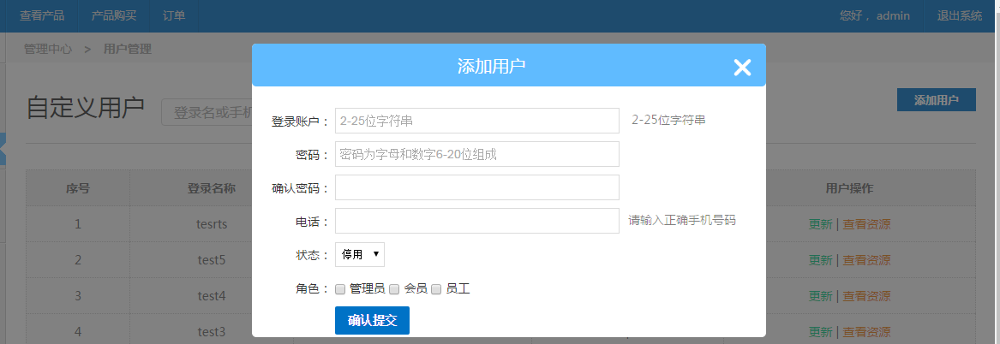 查看产品 产品购买 订单 您好 ，admin 退出系统
管理中心 > 用户管理
添加用户
自定义用户 登录名或手机 添加用户
登录账户： 2-25位字符串 2-25位字符串
密码： 密码为字母和数字6-20位组成
确认密码：
电话： 请输入正确手机号码
状态： 停用
角色： 管理员 会员 员工
确认提交
序号 登录名称 用户操作
1 tesrts 更新 | 查看资源
2 test5 更新 | 查看资源
3 test4 更新 | 查看资源
4 test3 更新 | 查看资源